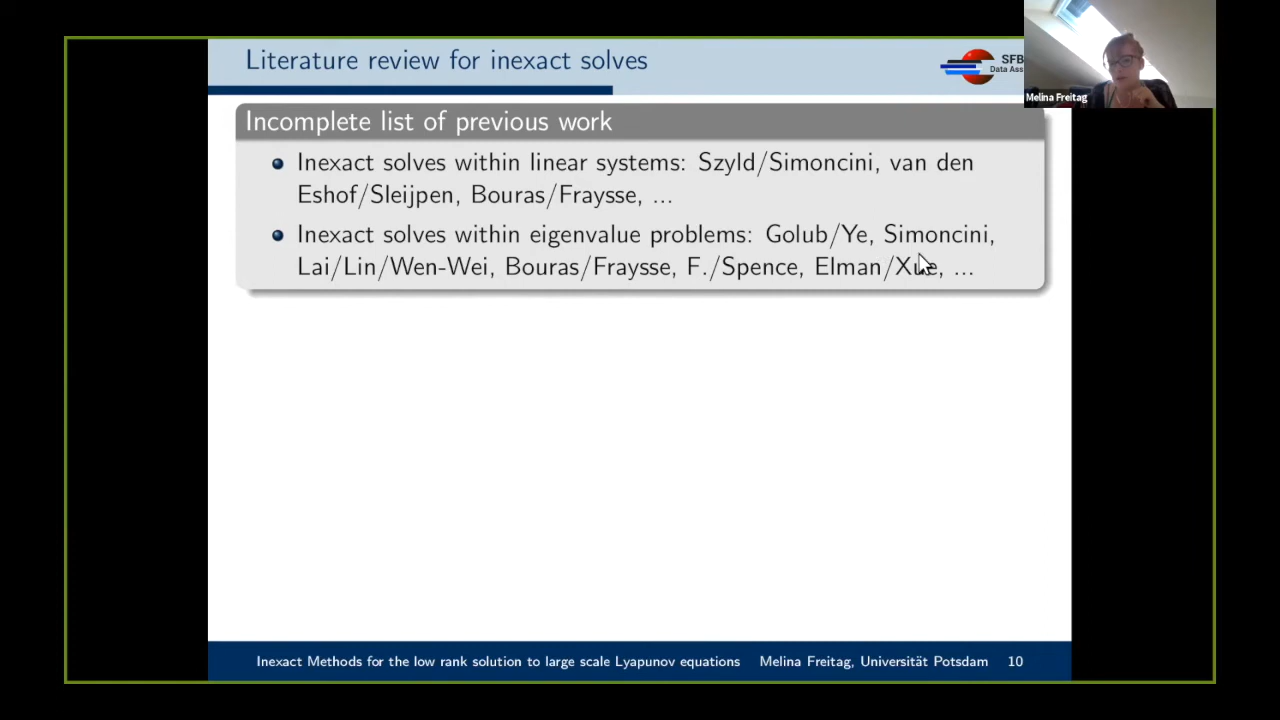 Literature review for inexact solves
SFB
Data Ass
Melina Freitag
Incomplete list of previous work
Inexact solves within linear systems: Szyld/Simoncini, van den
Eshof/Sleijpen, Bouras/Fraysse, ...
Inexact solves within eigenvalue problems: Golub/Ye, Simoncini,
Lai/Lin/Wen-Wei, Bouras/Fraysse, F./Spence, Elman/Xue, ...
Inexact Methods for the low rank solution to large scale Lyapunov equations Melina Freitag, Universität Potsdam 10